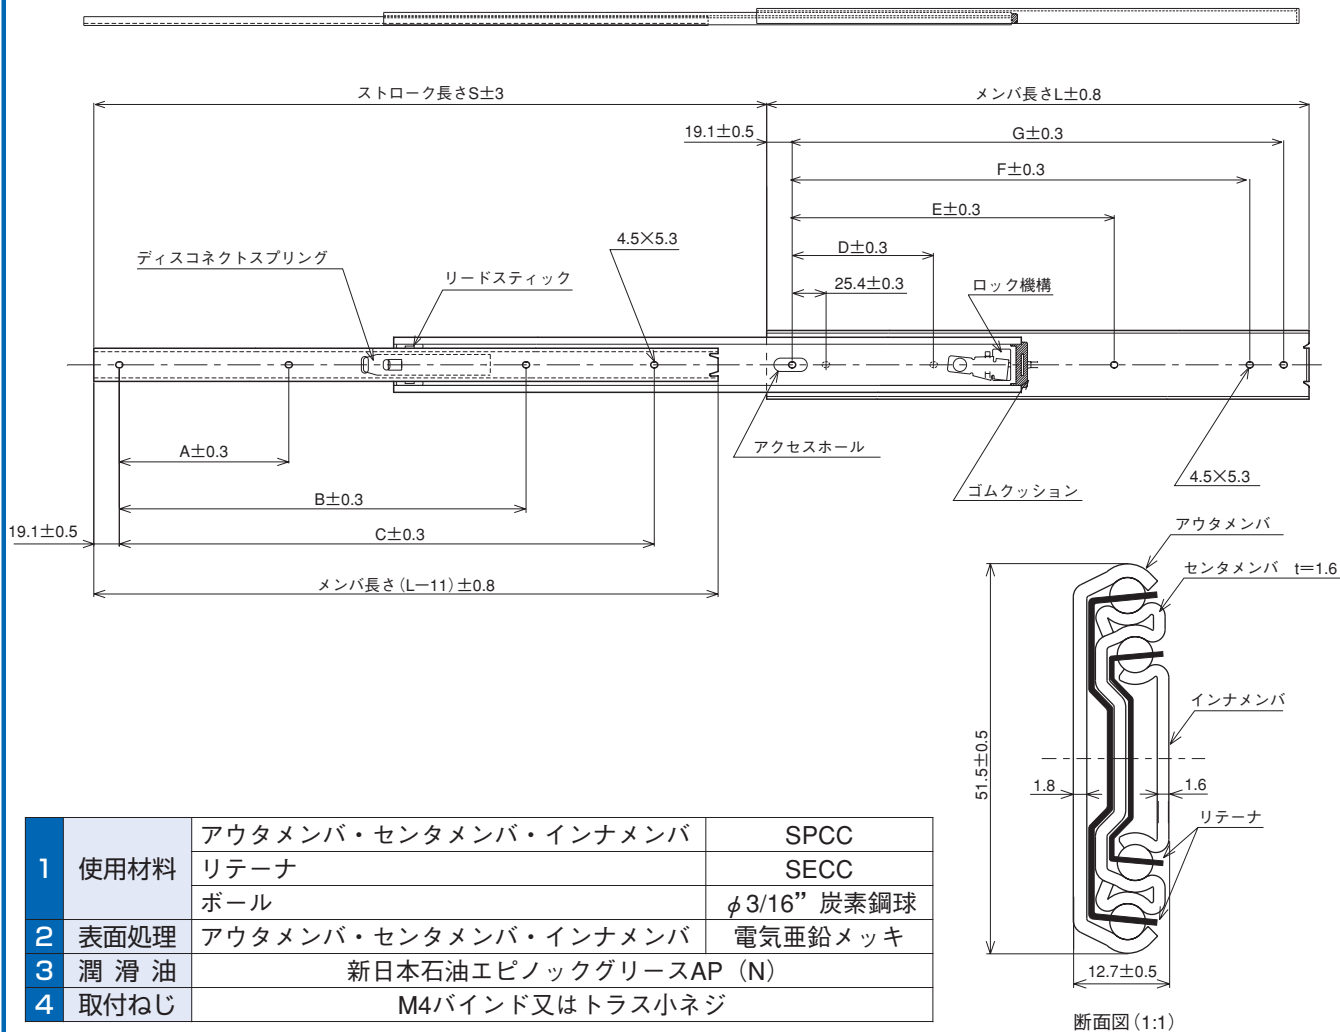 ストローク長さS±3
メンバ長さL±0.8
19.1±0.5
G±0.3
F±0.3
E±0.3
4.5×5.3
D±0.3
ディスコネクトスプリング
リードスティック
25.4±0.3
ロック機構
A±0.3
アクセスホール
B±0.3
ゴムクッション
4.5×5.3
19.1±0.5
C±0.3
メンバ長さ(L−11)±0.8
アウタメンバ
センタメンバ t=1.6
インナメンバ
51.5±0.5
1.8
1.6
リテーナ
12.7±0.5
断面図(1:1)
1 使用材料 アウタメンバ・センタメンバ・インナメンバ SPCC
リテーナ SECC
ボール φ3/16” 炭素鋼球
2 表面処理 アウタメンバ・センタメンバ・インナメンバ 電気亜鉛メッキ
3 潤滑油 新日本石油エピノックグリースAP（N）
4 取付ねじ M4バインド又はトラス小ネジ